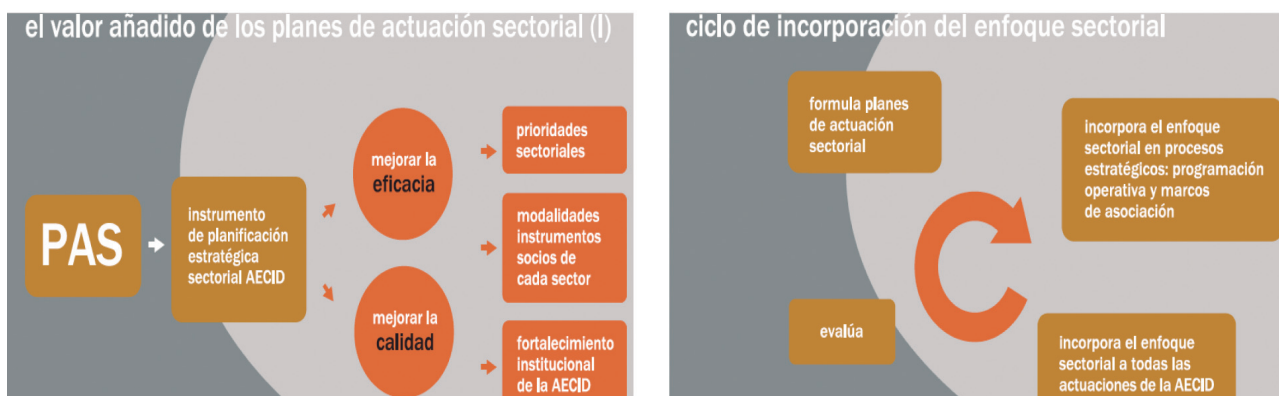 el valor añadido de los planes de actuación sectorial (I)
PAS
instrumento
de planificación
estratégica
sectorial AECID
mejorar la
eficacia
mejorar la
calidad
prioridades
sectoriales
modalidades
instrumentos
socios de
cada sector
fortalecimiento
institucional
de la AECID
ciclo de incorporación del enfoque sectorial
formula planes
de actuación
sectorial
incorpora el enfoque
sectorial en procesos
estratégicos: programación
operativa y marcos
de asociación
incorpora el enfoque
sectorial a todas las
actuaciones de la AECID
evalúa